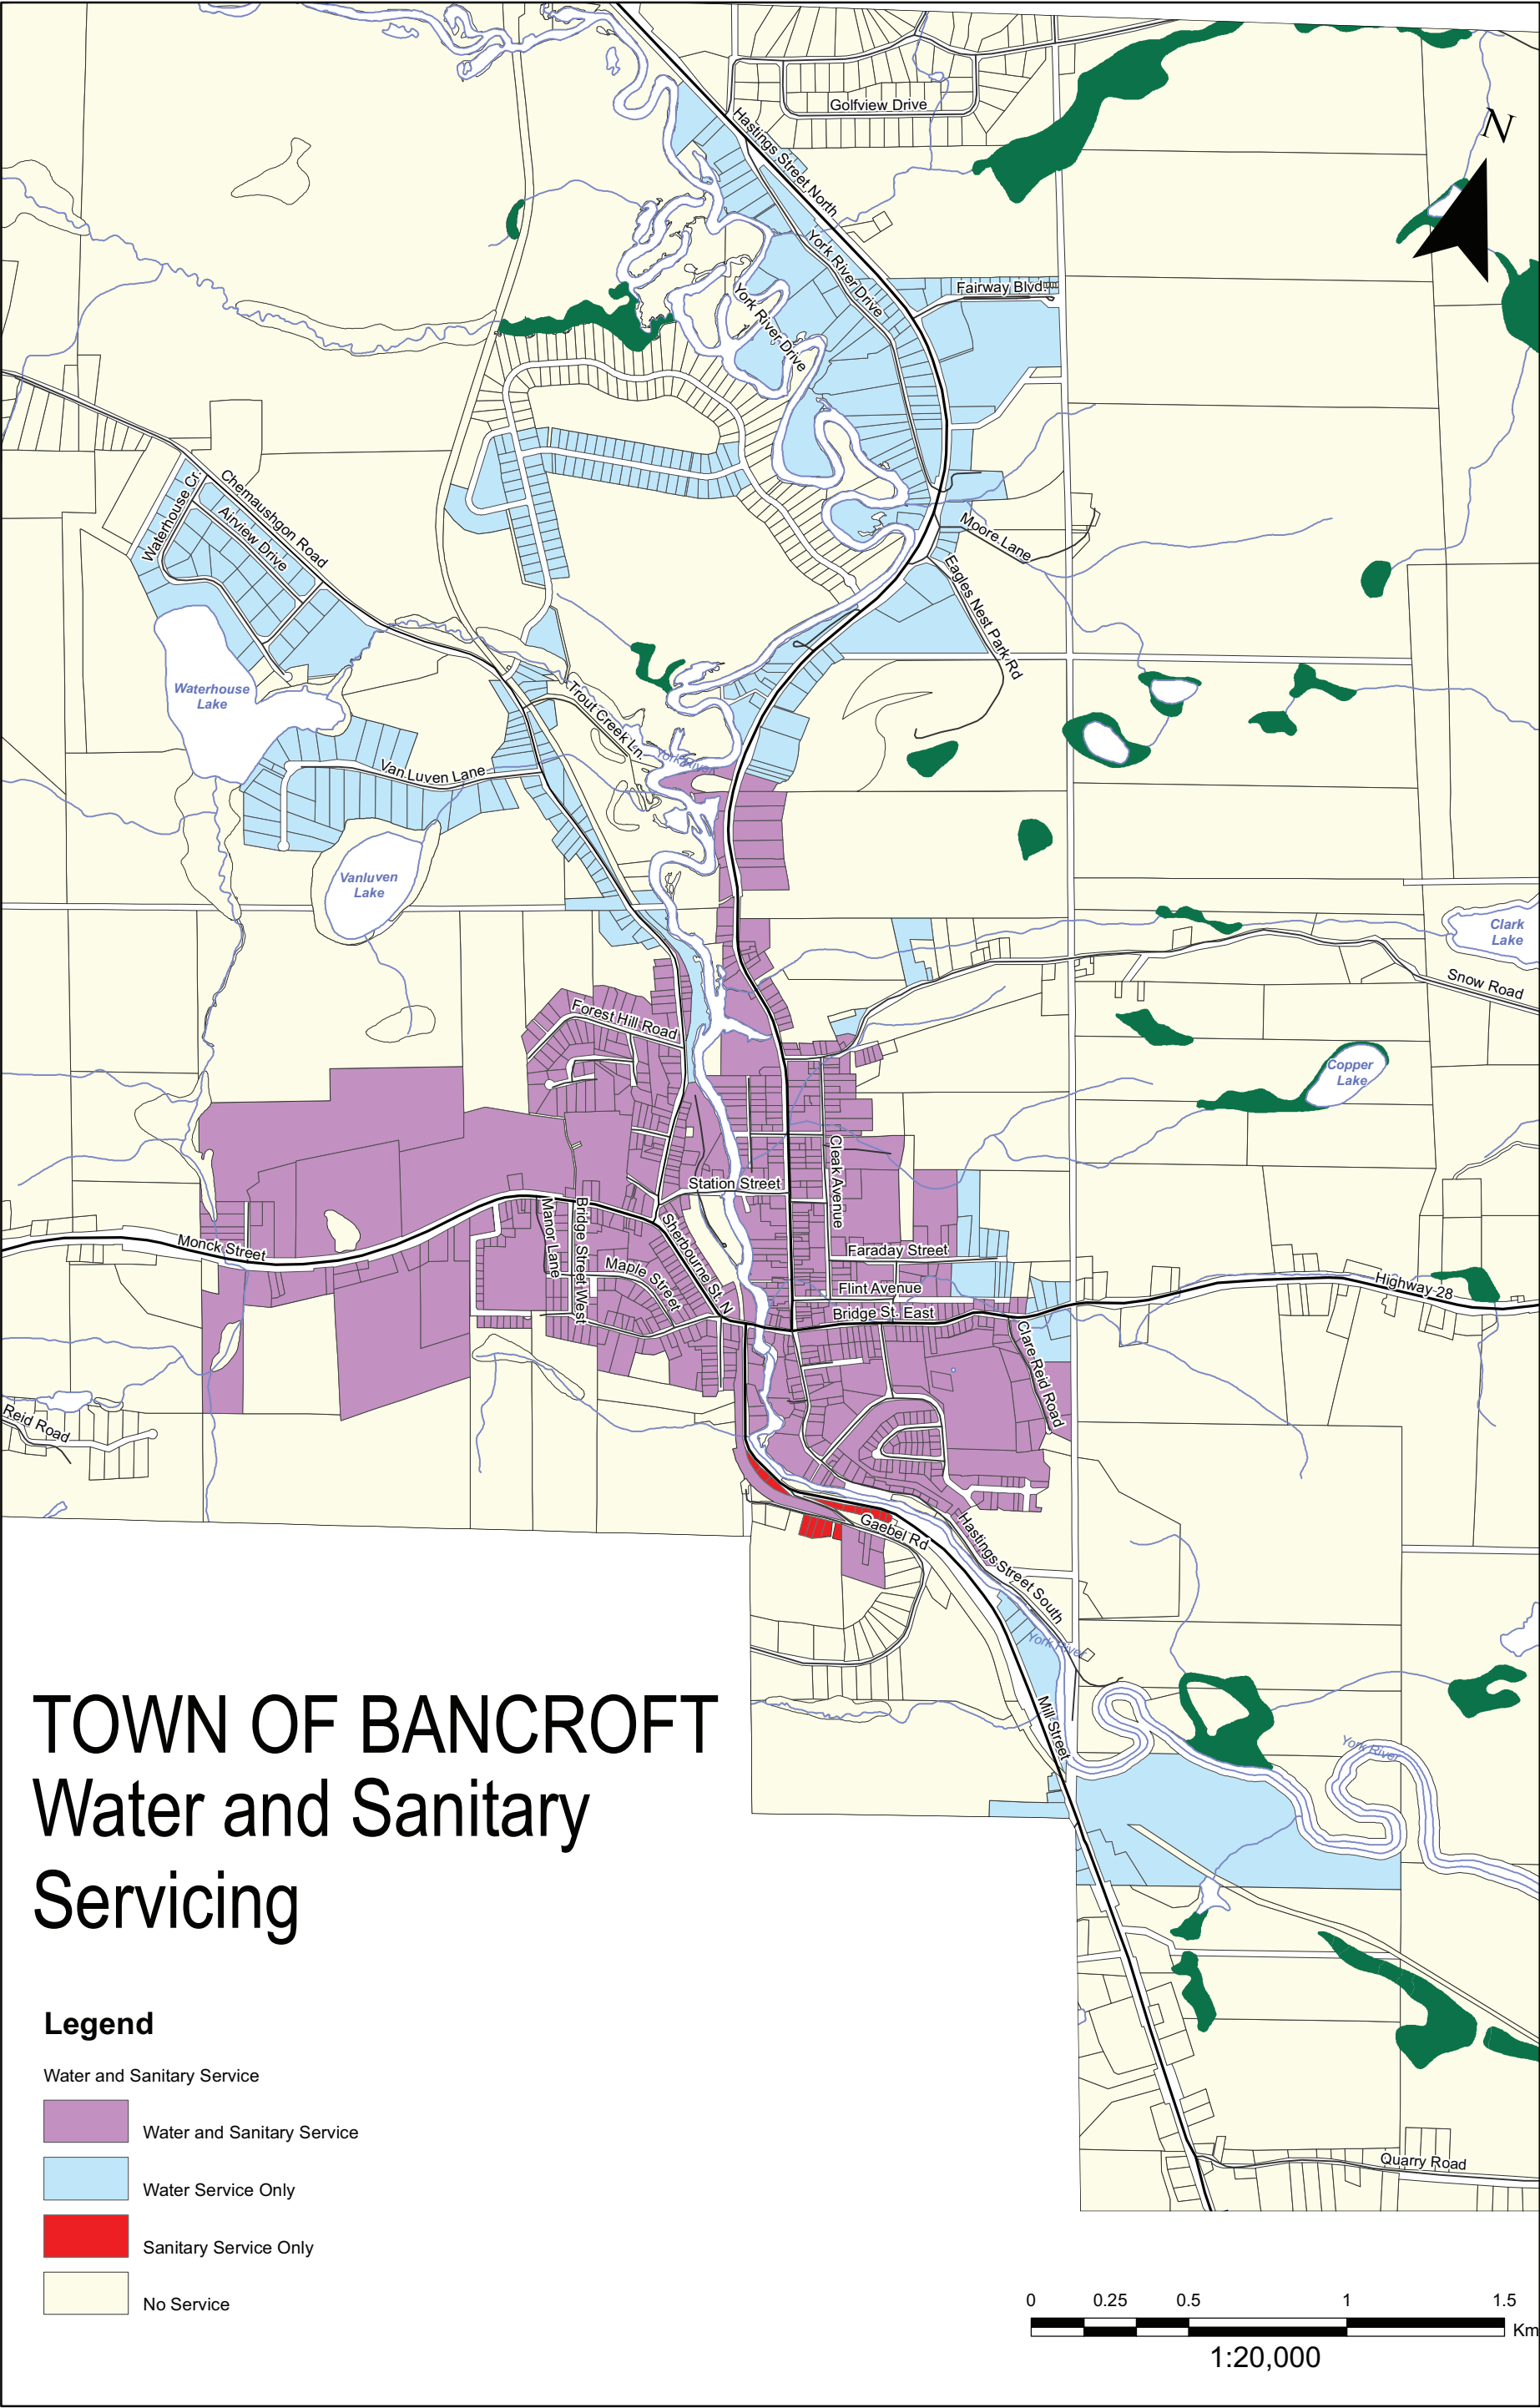 Golfview Drive
Hastings Street North
N
York River Drive
Fairway Blvd.
York River Drive
Chemaushgon Road
Waterhouse Cr.
Airview Drive
Moore Lane
Eagles Nest Park Rd
Waterhouse
Lake
Trout Creek Ln.
York River
Van Luven Lane
Vanluven
Lake
Clark
Lake
Snow Road
Forest Hill Road
Copper
Lake
Cleak Avenue
Station Street
Manor Lane
Bridge Street West
Sherbourne St. N
Monck Street
Faraday Street
Maple Street
Flint Avenue
Highway 28
Bridge St. East
Clare Reid Road
Reid Road
Gaebel Rd
Hastings Street South
York River
Mill Street
York River
TOWN OF BANCROFT
Water and Sanitary
Servicing
Legend
Water and Sanitary Service
Water and Sanitary Service
Water Service Only
Sanitary Service Only
No Service
Quarry Road
0 0.25 0.5 1 1.5
Km
1:20,000